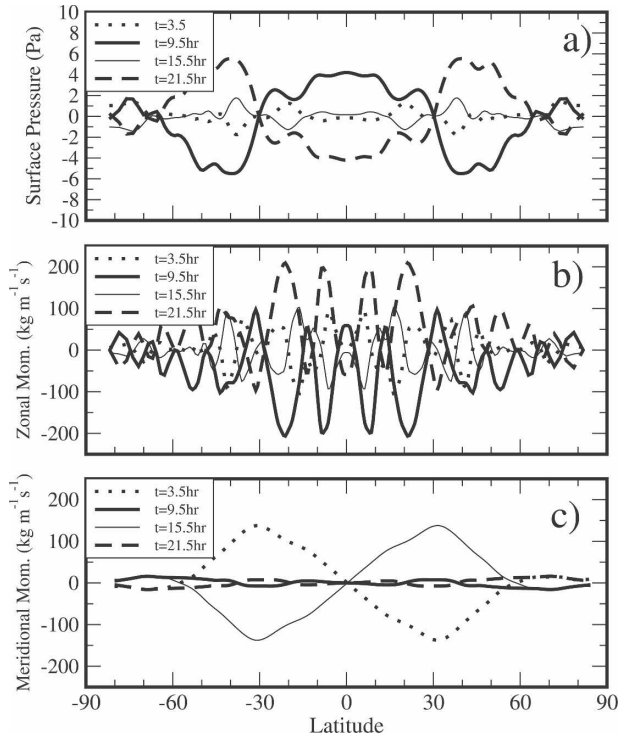 10
8
6
4
2
0
-2
-4
-6
-8
-10
Surface Pressure (Pa)
t=3.5
t=9.5hr
t=15.5hr
t=21.5hr
a)
200
100
0
-100
-200
Zonal Mom. (kg m⁻¹s⁻¹)
t=3.5hr
t=9.5hr
t=15.5hr
t=21.5hr
b)
200
100
0
-100
-200
Meridional Mom. (kg m⁻¹s⁻¹)
t=3.5hr
t=9.5hr
t=15.5hr
t=21.5hr
c)
-90 -60 -30 0 30 60 90
Latitude